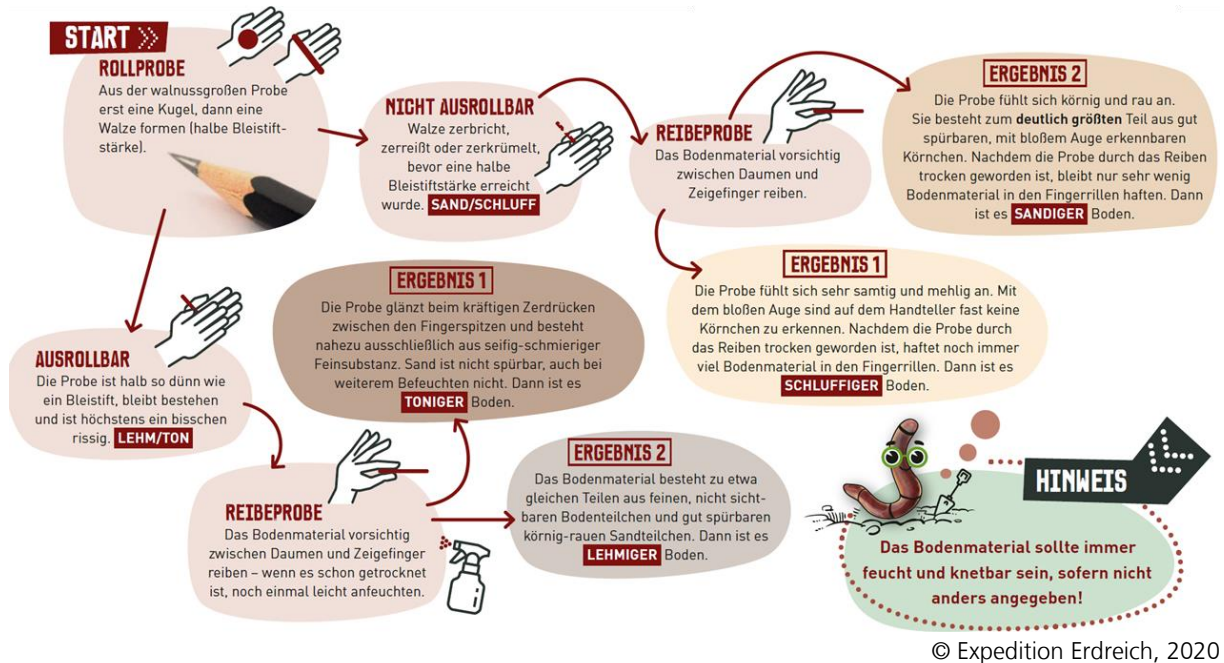 START
ROLLPROBE
Aus der walnussgroßen Probe
erst eine Kugel, dann eine
Walze formen (halbe Bleistift-
stärke).
NICHT AUSROLLBAR
Walze zerbricht,
zerreißt oder zerkrümelt,
bevor eine halbe
Bleistiftstärke erreicht
wurde. SAND/SCHLUFF
REIBEPROBE
Das Bodenmaterial vorsichtig
zwischen Daumen und
Zeigefinger reiben.
ERGEBNIS 2
Die Probe fühlt sich körnig und rau an.
Sie besteht zum deutlich größten Teil aus gut
spürbaren, mit bloßem Auge erkennbaren
Körnchen. Nachdem die Probe durch das Reiben
trocken geworden ist, bleibt nur sehr wenig
Bodenmaterial in den Fingerrillen haften. Dann
ist es SANDIGER Boden.
ERGEBNIS 1
Die Probe fühlt sich sehr samtig und mehlig an. Mit
dem bloßen Auge sind auf dem Handteller fast keine
Körnchen zu erkennen. Nachdem die Probe durch
das Reiben trocken geworden ist, haftet noch immer
viel Bodenmaterial in den Fingerrillen. Dann ist es
SCHLUFFIGER Boden.
AUSROLLBAR
Die Probe ist halb so dünn wie
ein Bleistift, bleibt bestehen
und ist höchstens ein bisschen
rissig. LEHM/TON
REIBEPROBE
Das Bodenmaterial vorsichtig
zwischen Daumen und Zeigefinger
reiben – wenn es schon getrocknet
ist, noch einmal leicht anfeuchten.
ERGEBNIS 1
Die Probe glänzt beim kräftigen Zerdrücken
zwischen den Fingerspitzen und besteht
nahezu ausschließlich aus seifig-schmieriger
Feinsubstanz. Sand ist nicht spürbar, auch bei
weiterem Befeuchten nicht. Dann ist es
TONIGER Boden.
ERGEBNIS 2
Das Bodenmaterial besteht zu etwa
gleichen Teilen aus feinen, nicht sicht-
baren Bodenteilchen und gut spürbaren
körnig-rauen Sandteilchen. Dann ist es
LEHMIGER Boden.
HINWEIS
Das Bodenmaterial sollte immer
feucht und knetbar sein, sofern nicht
anders angegeben!
© Expedition Erdreich, 2020